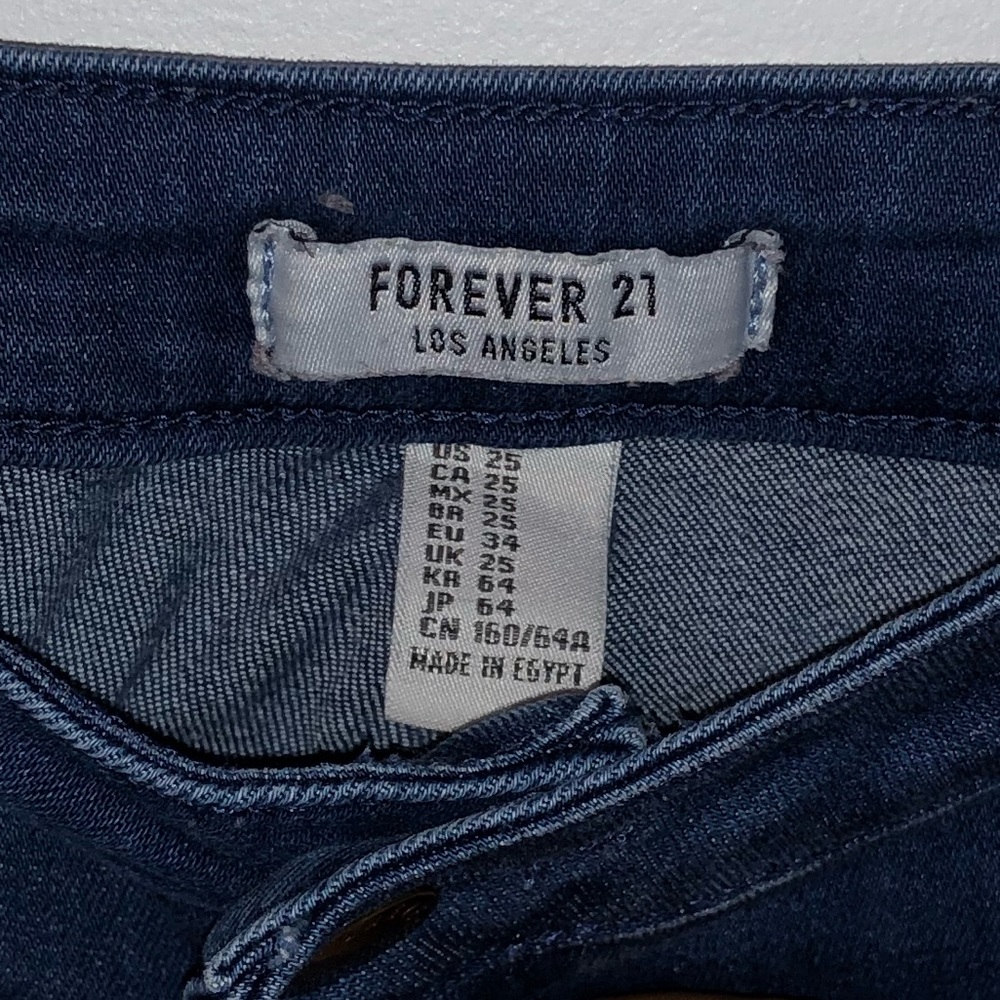 FOREVER 21
LOS ANGELES
US 25
CA 25
MX 25
BR 25
EU 34
UK 25
KR 64
JP 64
CN 160/64A
MADE IN EGYPT